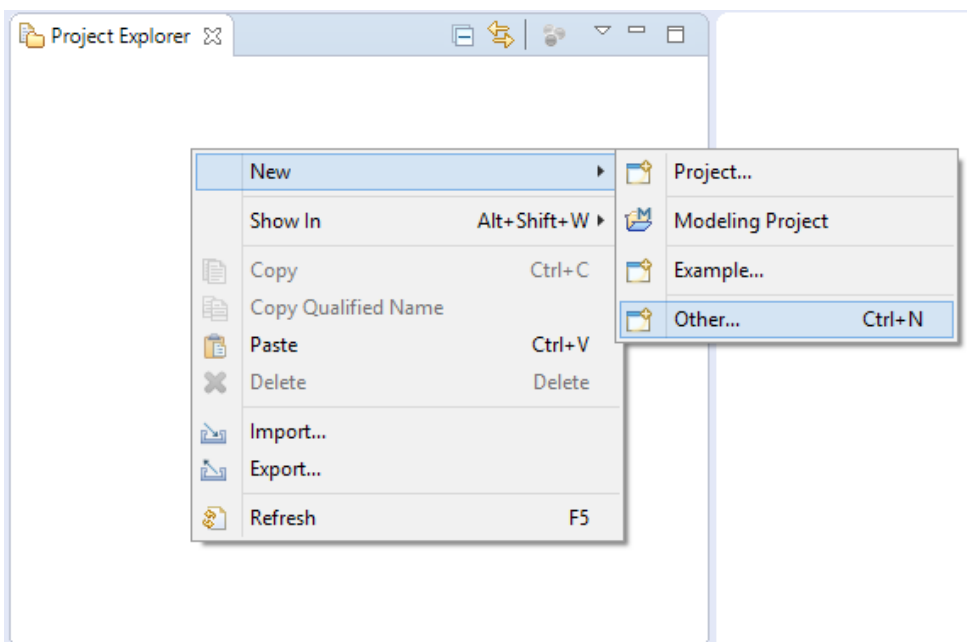 Project Explorer
New
Project...
Show In Alt+Shift+W
Modeling Project
Copy Ctrl+C
Example...
Copy Qualified Name
Other... Ctrl+N
Paste Ctrl+V
Delete Delete
Import...
Export...
Refresh F5